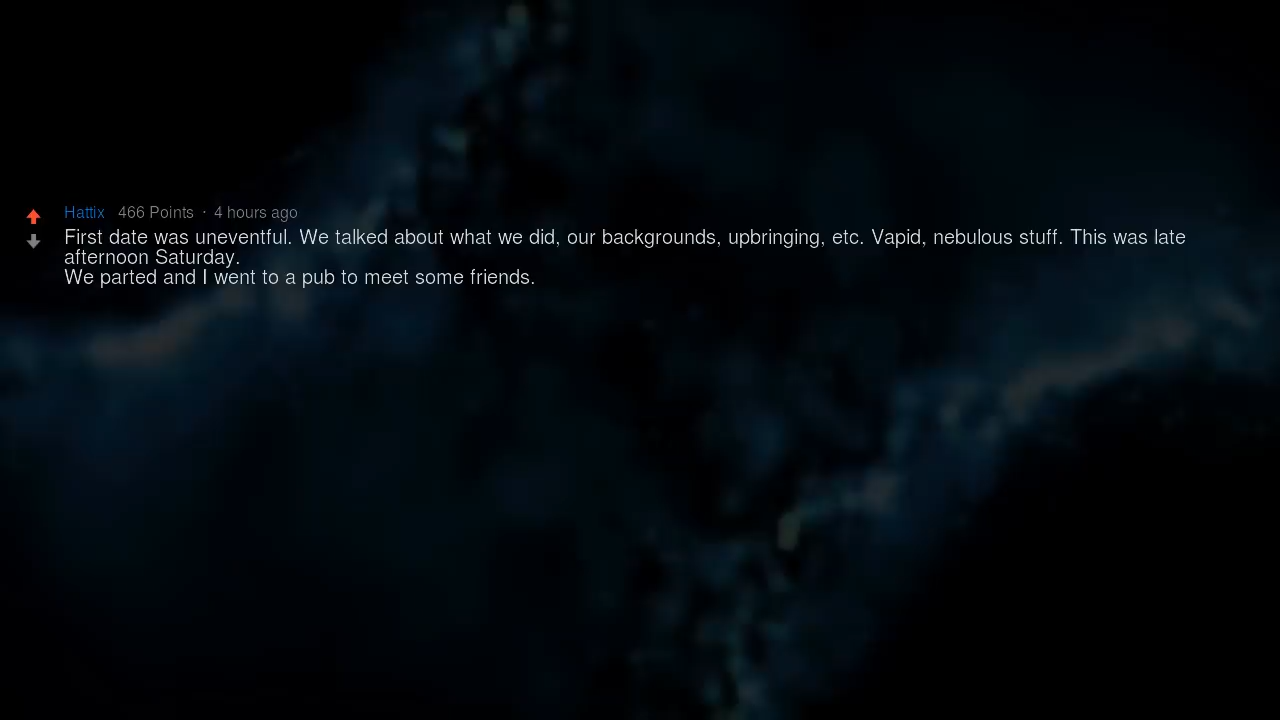 Hattix 466 Points · 4 hours ago
First date was uneventful. We talked about what we did, our backgrounds, upbringing, etc. Vapid, nebulous stuff. This was late
afternoon Saturday.
We parted and I went to a pub to meet some friends.